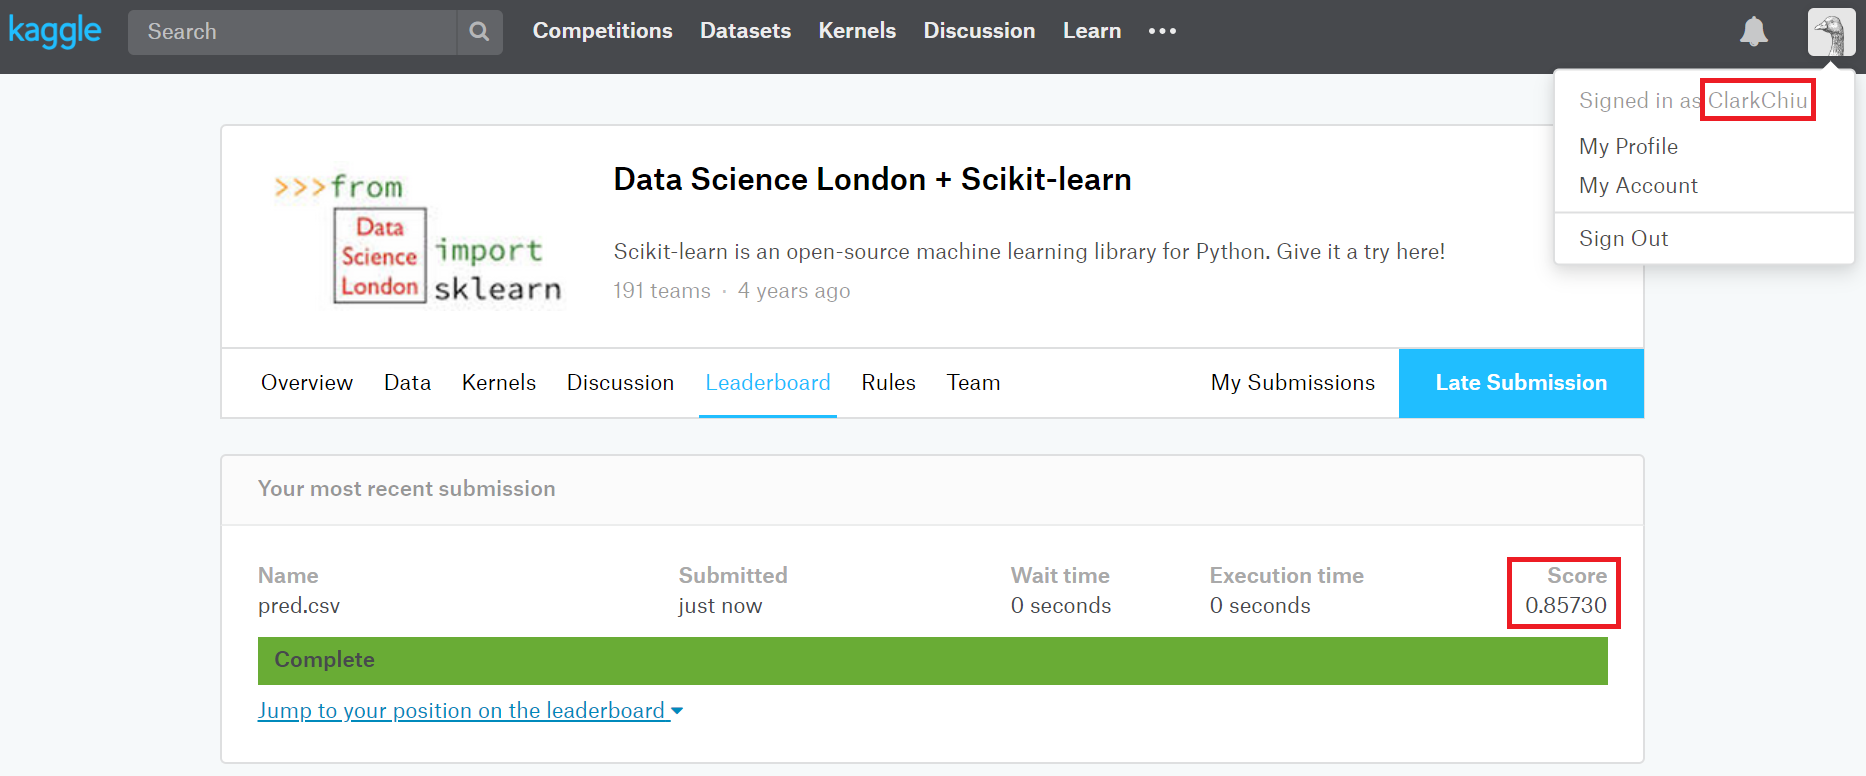 kaggle Search Competitions Datasets Kernels Discussion Learn •••
Signed in as ClarkChiu
My Profile
My Account
Sign Out
>>>from
Data
Science
London
import
sklearn
Data Science London + Scikit-learn
Scikit-learn is an open-source machine learning library for Python. Give it a try here!
191 teams · 4 years ago
Overview Data Kernels Discussion Leaderboard Rules Team My Submissions Late Submission
Your most recent submission
Name Submitted Wait time Execution time Score
pred.csv just now 0 seconds 0 seconds 0.85730
Complete
Jump to your position on the leaderboard